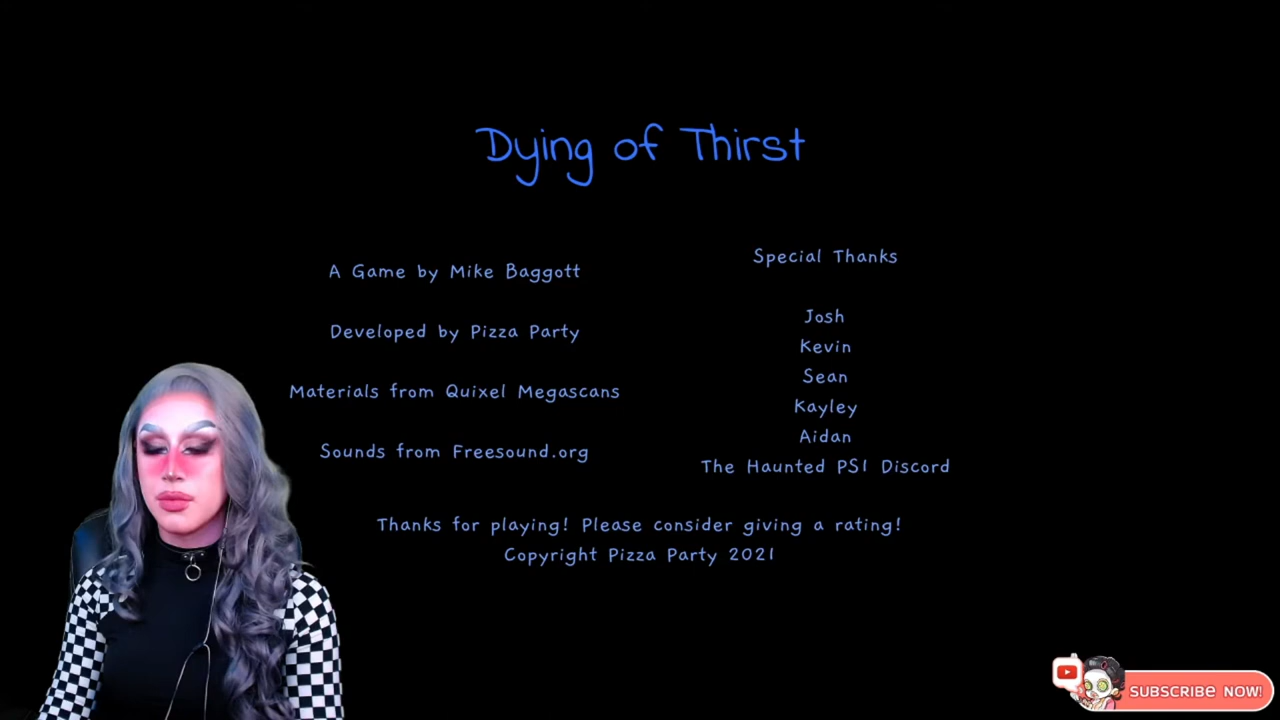 Dying of Thirst
A Game by Mike Baggott
Developed by Pizza Party
Materials from Quixel Megascans
Sounds from Freesound.org
Special Thanks
Josh
Kevin
Sean
Kayley
Aidan
The Haunted PS1 Discord
Thanks for playing! Please consider giving a rating!
Copyright Pizza Party 2021
SUBSCRIBE NOW!